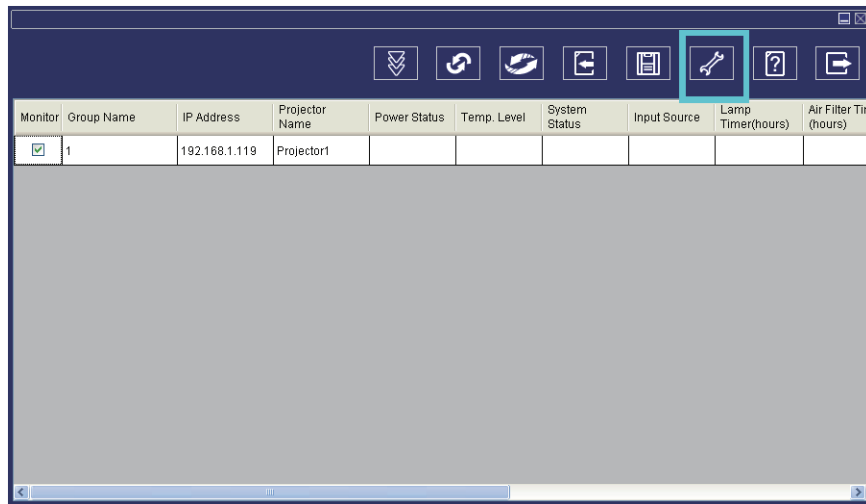 Monitor Group Name IP Address Projector Name Power Status Temp. Level System Status Input Source Lamp Timer(hours) Air Filter (hours)
1 192.168.1.119 Projector1